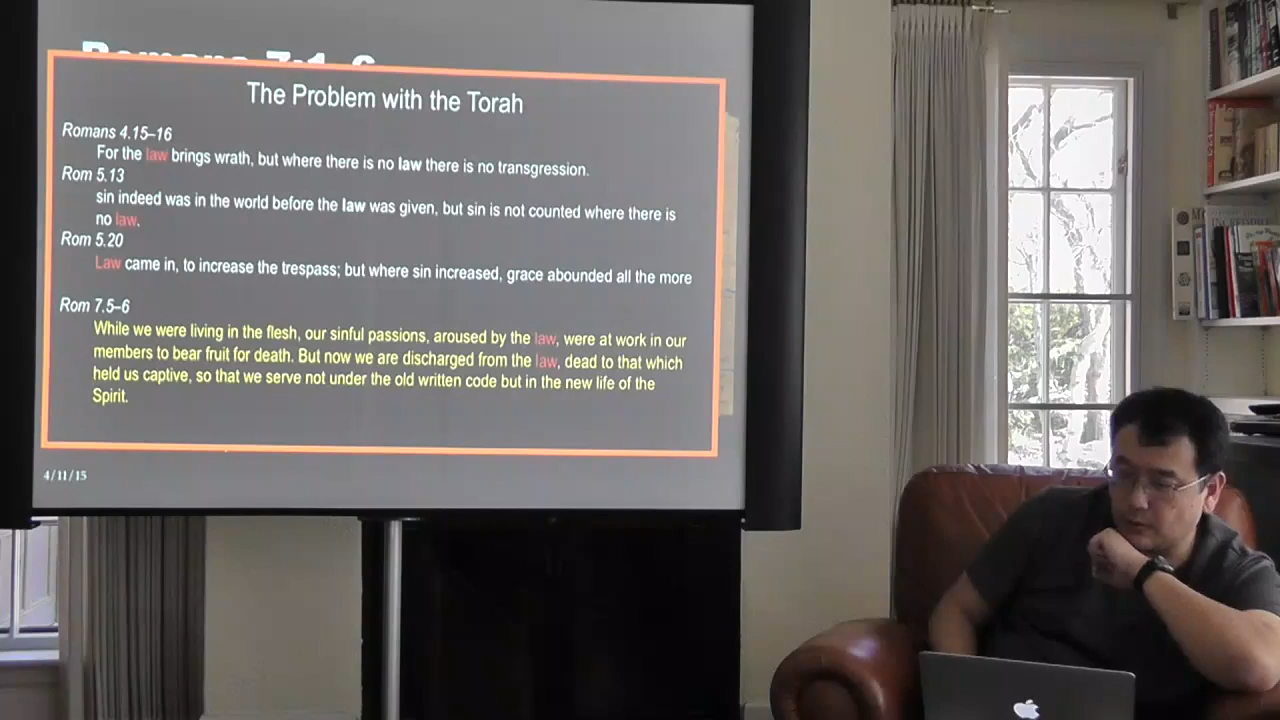 Romans 7:1-6
The Problem with the Torah
Romans 4.15–16
For the law brings wrath, but where there is no law there is no transgression.
Rom 5.13
sin indeed was in the world before the law was given, but sin is not counted where there is
no law.
Rom 5.20
Law came in, to increase the trespass; but where sin increased, grace abounded all the more
Rom 7.5–6
While we were living in the flesh, our sinful passions, aroused by the law, were at work in our
members to bear fruit for death. But now we are discharged from the law, dead to that which
held us captive, so that we serve not under the old written code but in the new life of the
Spirit.
4/11/15